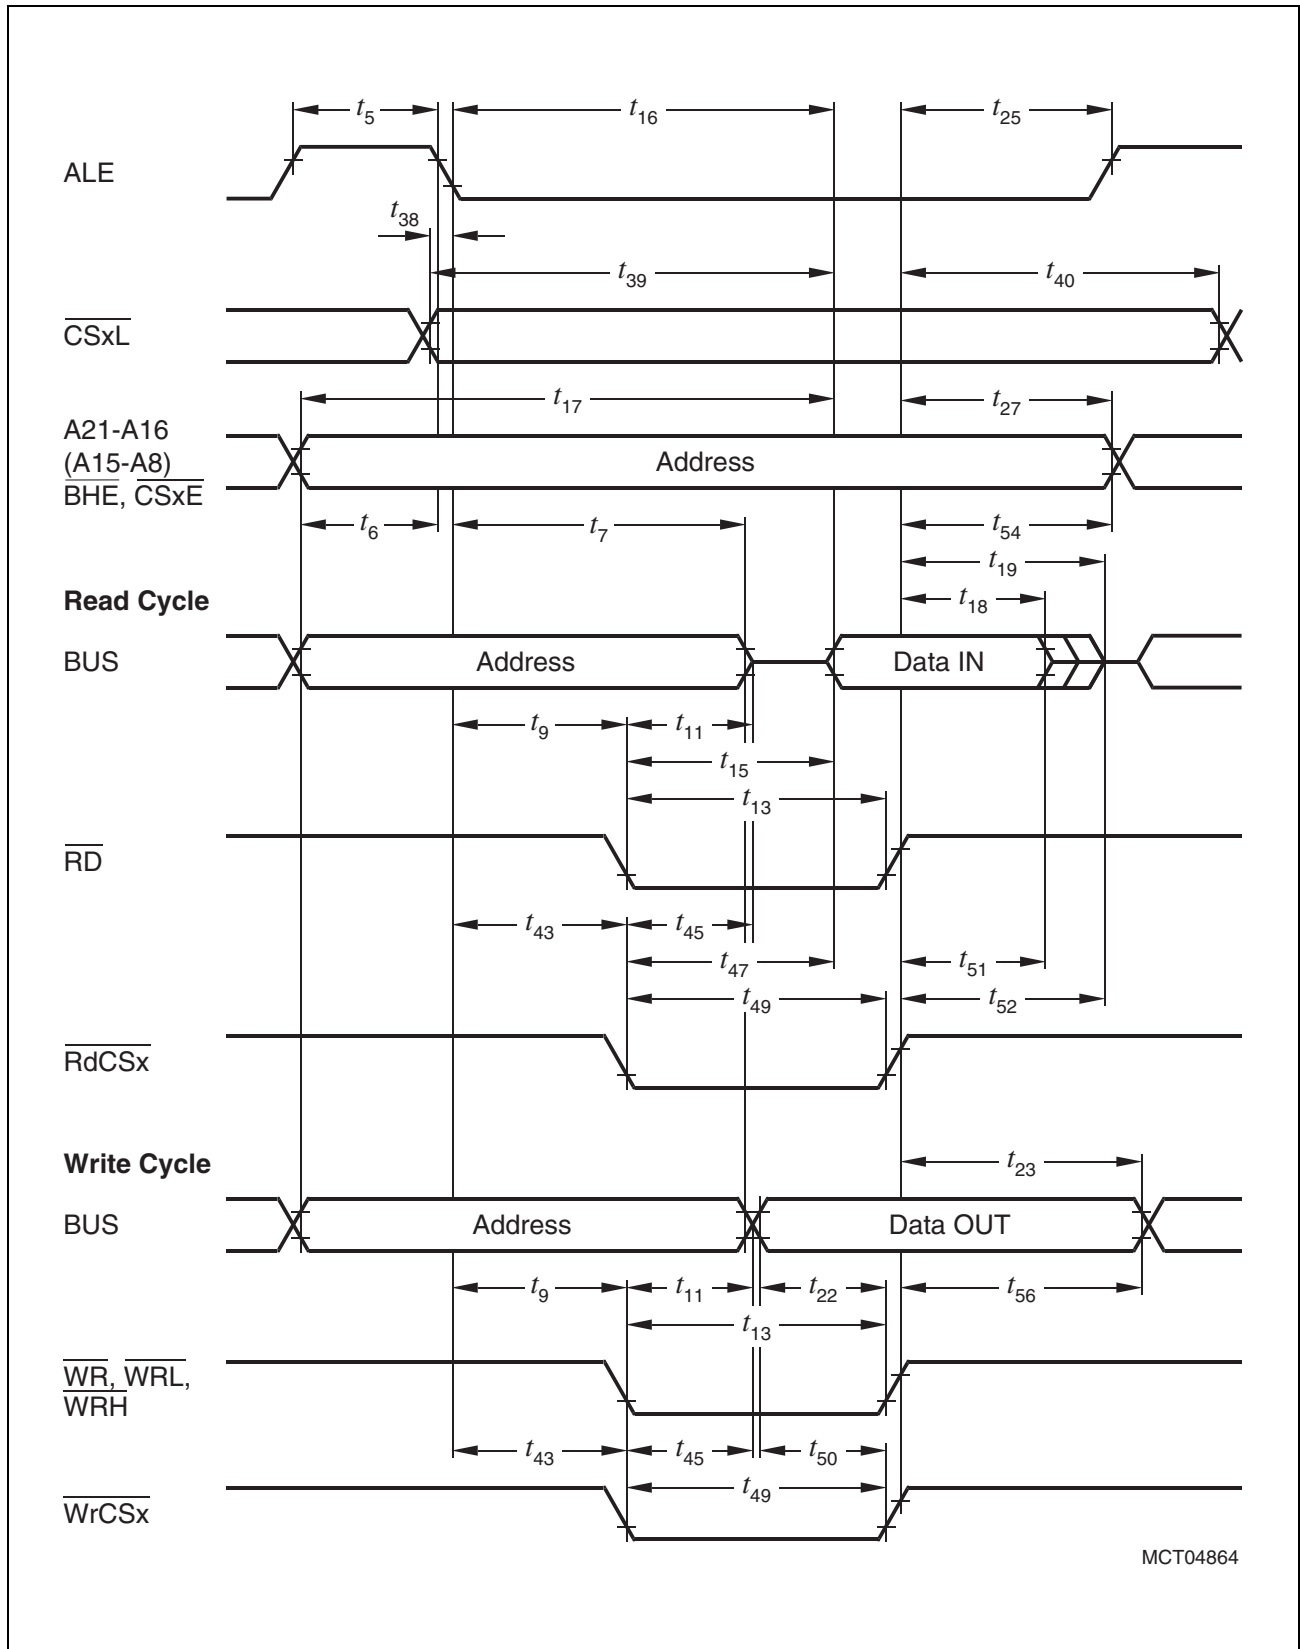 t5 t16 t25
ALE
t38
t39 t40
CSxL
t17 t27
A21-A16
(A15-A8)
BHE, CSxE
Address
t6 t7 t54
t19
Read Cycle
t18
BUS Address Data IN
t9 t11
t15
t13
RD
t43 t45
t47 t51
t49 t52
RdCSx
Write Cycle
t23
BUS Address Data OUT
t9 t11 t22 t56
t13
WR, WRL,
WRH
t43 t45 t50
t49
WrCSx
MCT04864